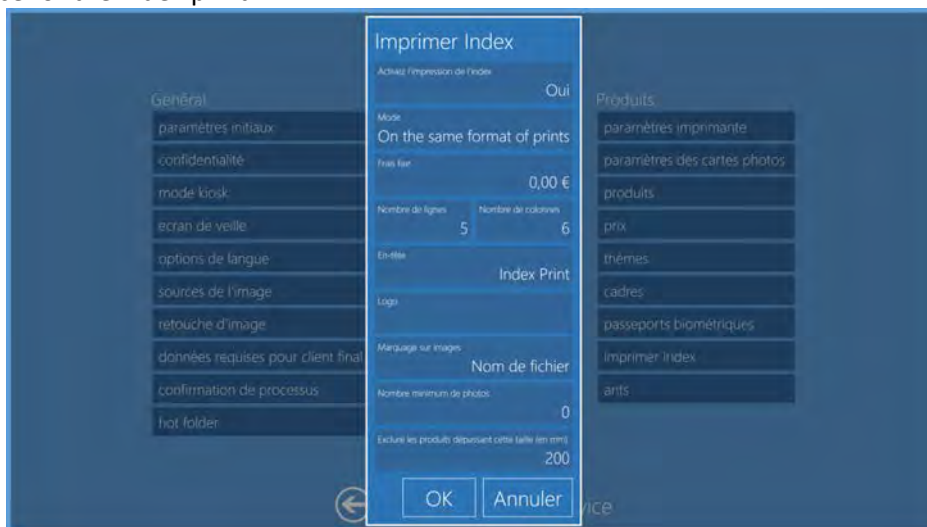 Imprimer Index
Activez l'impression de l'index
Oui
Mode
On the same format of prints
Frais fixe
0,00 €
Nombre de lignes
5
Nombre de colonnes
6
En-tête
Index Print
Logo
Marquage sur images
Nom de fichier
Nombre minimum de photos
0
Exclure les produits dépassant cette taille (en mm).
200
OK
Annuler
Général
paramètres initiaux
confidentialité
mode kiosk
ecran de veille
options de langue
sources de l'image
retouche d'image
données requises pour client final
confirmation de processus
hot folder
Produits
paramètres imprimante
paramètres des cartes photos
produits
prix
thèmes
cadres
passeports biométriques
imprimer index
ants